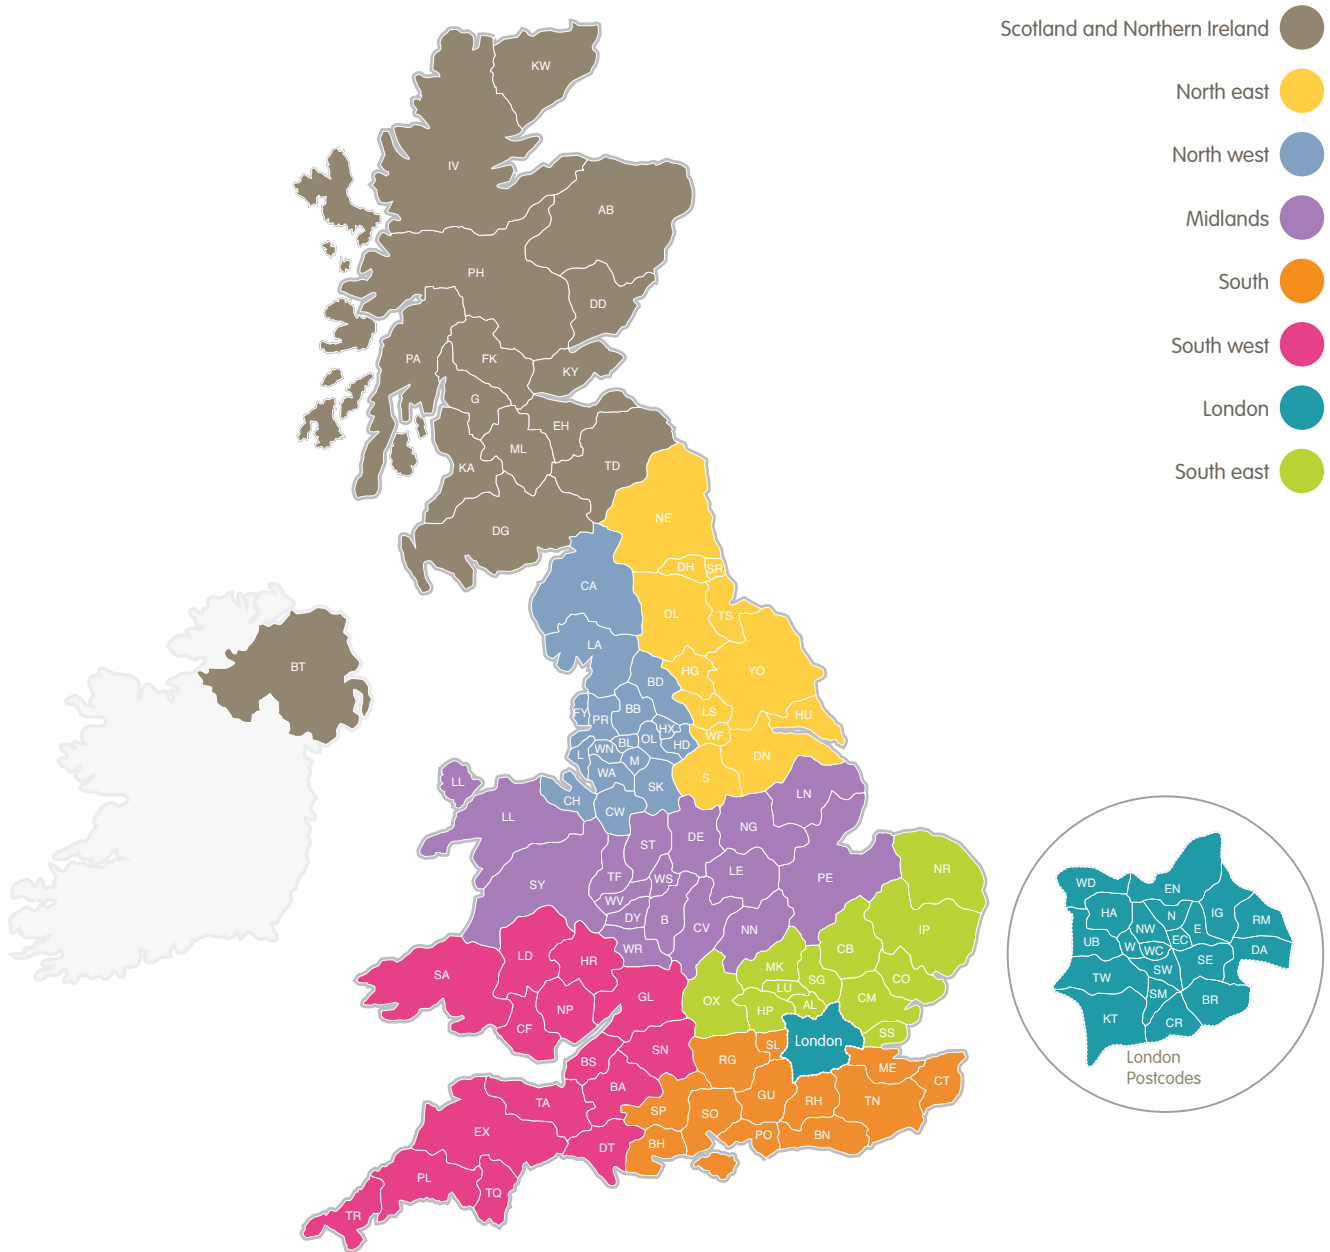 Scotland and Northern Ireland
North east
North west
Midlands
South
South west
London
South east
KW
IV
AB
PH
DD
PA
FK
KY
G
EH
ML
KA
TD
DG
NE
DH
SR
CA
DL
TS
LA
BT
HG
YO
BD
BB
LS
HU
FY
PR
HX
WF
OL
HD
BL
WN
L
M
DN
WA
S
SK
LL
CH
CW
LN
LL
ST
DE
NG
LE
TF
WS
PE
NR
SY
WV
DY
B
CV
NN
IP
WR
CB
LD
HR
SA
MK
SG
CO
LU
GL
OX
HP
AL
CM
NP
CF
SS
SN
RG
SL
London
BS
ME
CT
BA
GU
RH
TN
TA
SP
SO
EX
BH
PO
BN
DT
PL
TQ
TR
WD
EN
HA
N
IG
RM
NW
E
UB
W
WC
EC
DA
SE
TW
SW
SM
BR
KT
CR
London
Postcodes